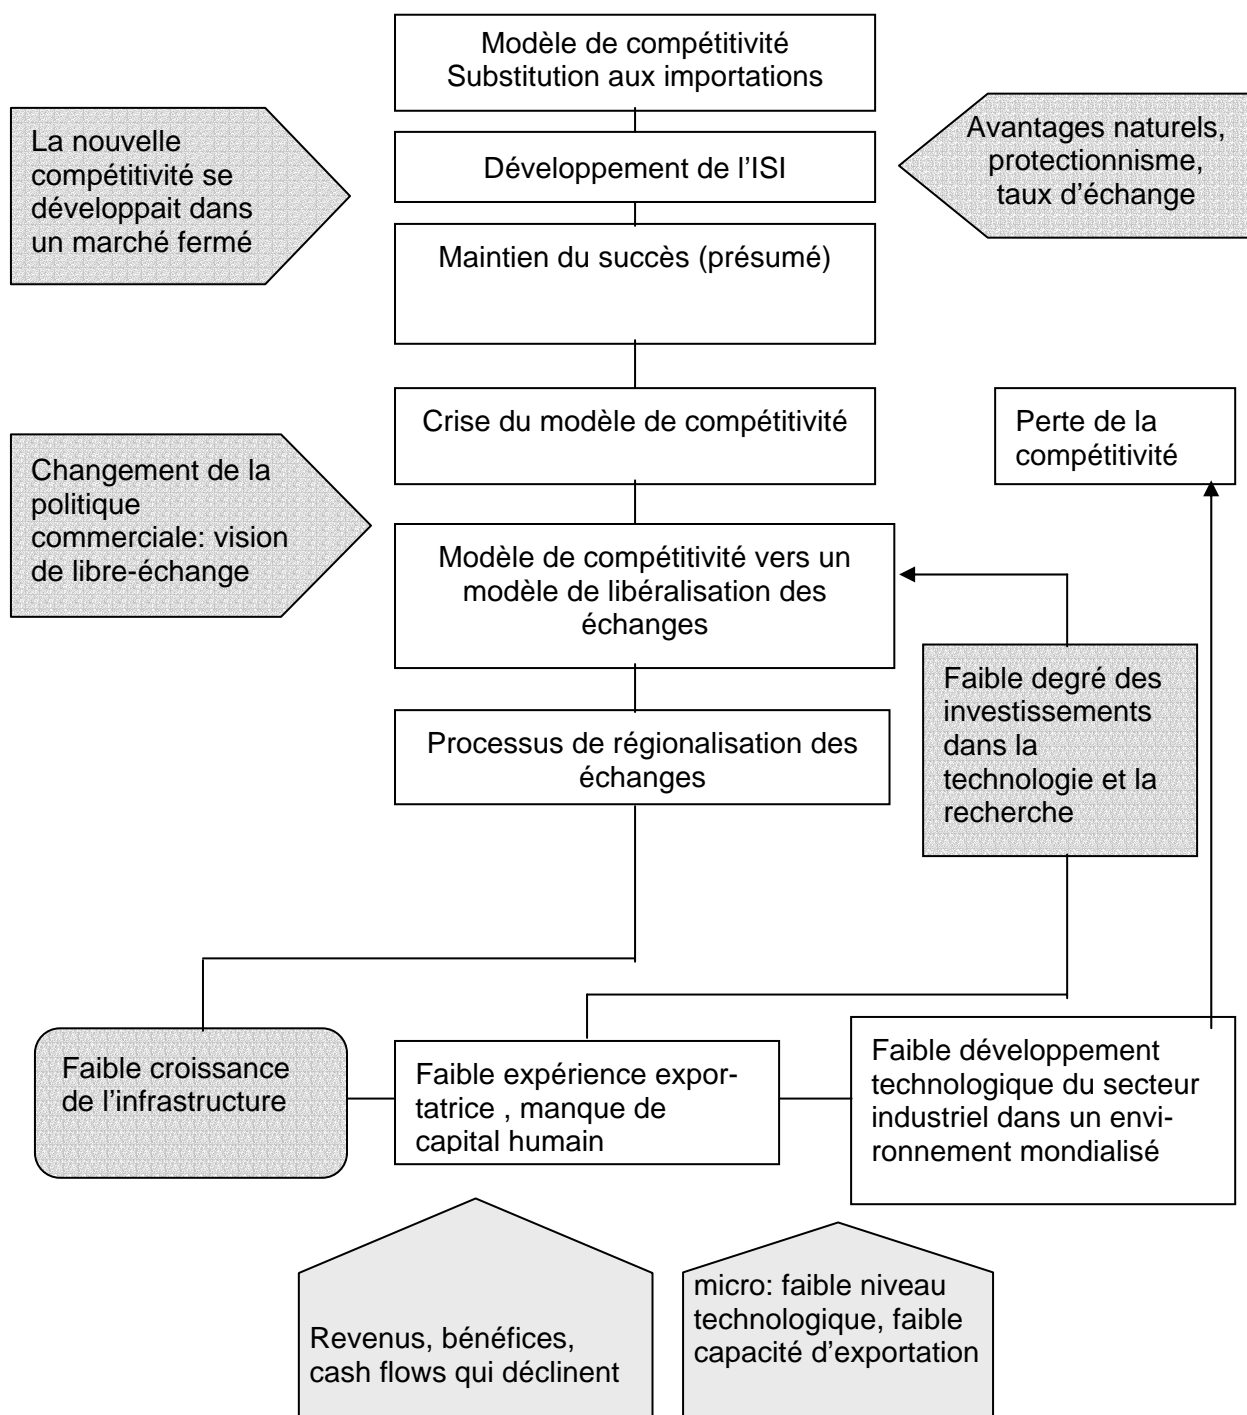 Modèle de compétitivité
Substitution aux importations
La nouvelle
compétitivité se
développait dans
un marché fermé
Développement de l'ISI
Avantages naturels,
protectionnisme,
taux d'échange
Maintien du succès (présumé)
Crise du modèle de compétitivité
Perte de la
compétitivité
Changement de la
politique
commerciale: vision
de libre-échange
Modèle de compétitivité vers un
modèle de libéralisation des
échanges
Faible degré des
investissements
dans la
technologie et la
recherche
Processus de régionalisation des
échanges
Faible croissance
de l'infrastructure
Faible expérience expor-
tatrice , manque de
capital humain
Faible développement
technologique du secteur
industriel dans un envi-
ronnement mondialisé
Revenus, bénéfices,
cash flows qui déclinent
micro: faible niveau
technologique, faible
capacité d'exportation